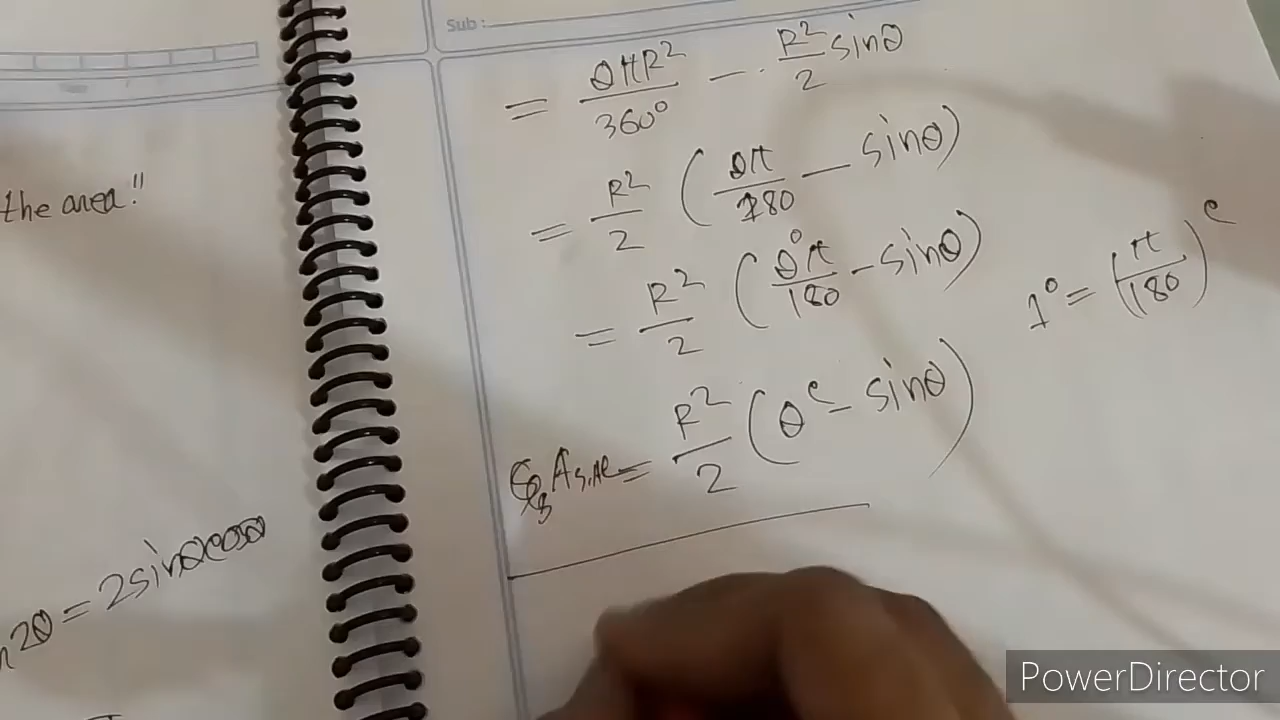 Sub :
= θπR²/360° - R²/2 sinθ
= R²/2 (θπ/180 - sinθ)
the area!!
= R²/2 (θ°π/180 - sinθ)
1° = (π/180)ᶜ
= R²/2 (θᶜ - sinθ)
2θ = 2sinθcosθ
PowerDirector